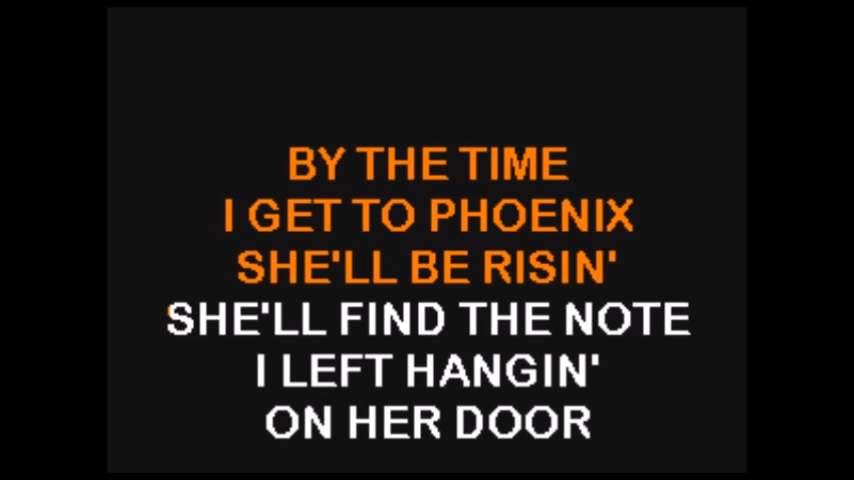 BY THE TIME
I GET TO PHOENIX
SHE'LL BE RISIN'
SHE'LL FIND THE NOTE
I LEFT HANGIN'
ON HER DOOR